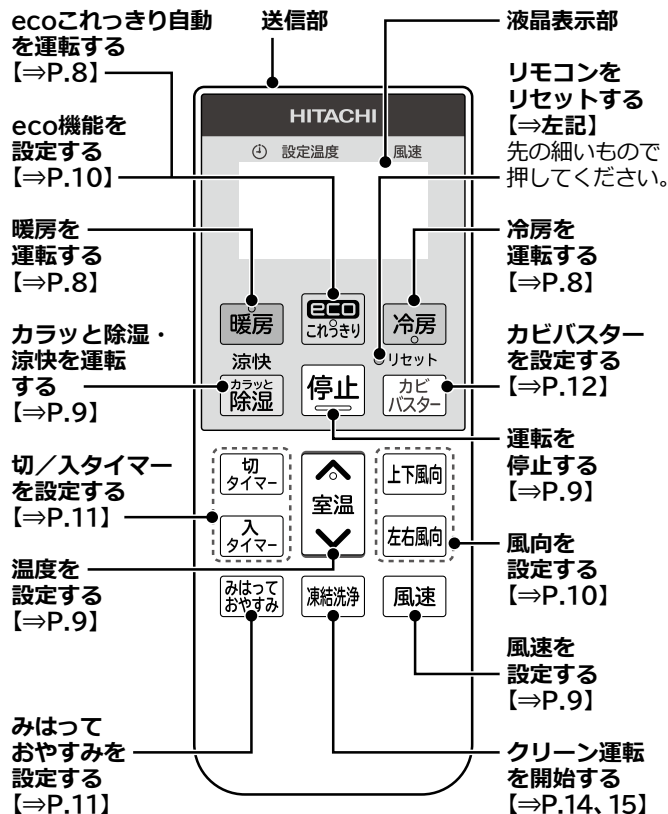 ecoこれっきり自動
を運転する
【⇒P.8】
eco機能を
設定する
【⇒P.10】
暖房を
運転する
【⇒P.8】
カラッと除湿・
涼快を運転
する
【⇒P.9】
切／入タイマー
を設定する
【⇒P.11】
温度を
設定する
【⇒P.9】
みはって
おやすみを
設定する
【⇒P.11】
送信部
HITACHI
設定温度 風速
暖房
eco
これっきり
冷房
涼快
リセット
カラッと
除湿
停止
カビ
バスター
切
タイマー
室温
上下風向
入
タイマー
左右風向
みはって
おやすみ
凍結洗浄
風速
液晶表示部
リモコンを
リセットする
【⇒左記】
先の細いもので
押してください。
冷房を
運転する
【⇒P.8】
カビバスター
を設定する
【⇒P.12】
運転を
停止する
【⇒P.9】
風向を
設定する
【⇒P.10】
風速を
設定する
【⇒P.9】
クリーン運転
を開始する
【⇒P.14、15】